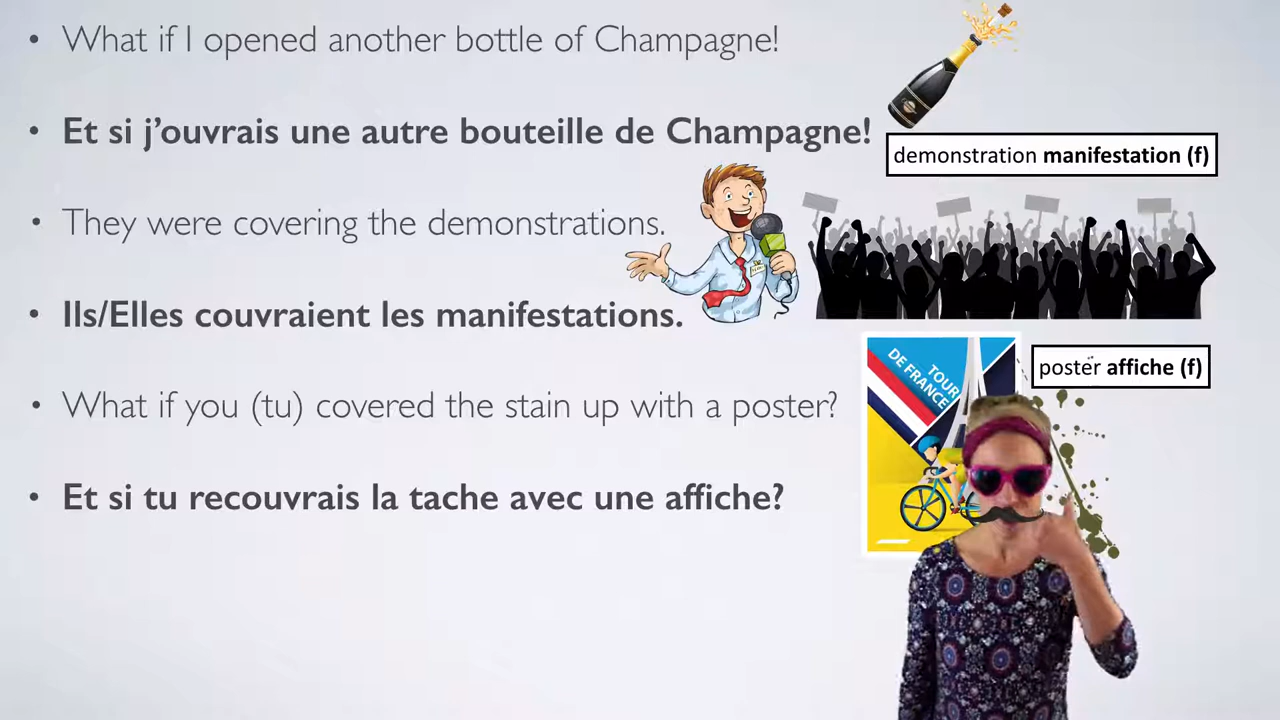 • What if I opened another bottle of Champagne!
• Et si j’ouvrais une autre bouteille de Champagne!
demonstration manifestation (f)
• They were covering the demonstrations.
• Ils/Elles couvraient les manifestations.
TOUR
DE FRANCE
poster affiche (f)
• What if you (tu) covered the stain up with a poster?
• Et si tu recouvrais la tache avec une affiche?